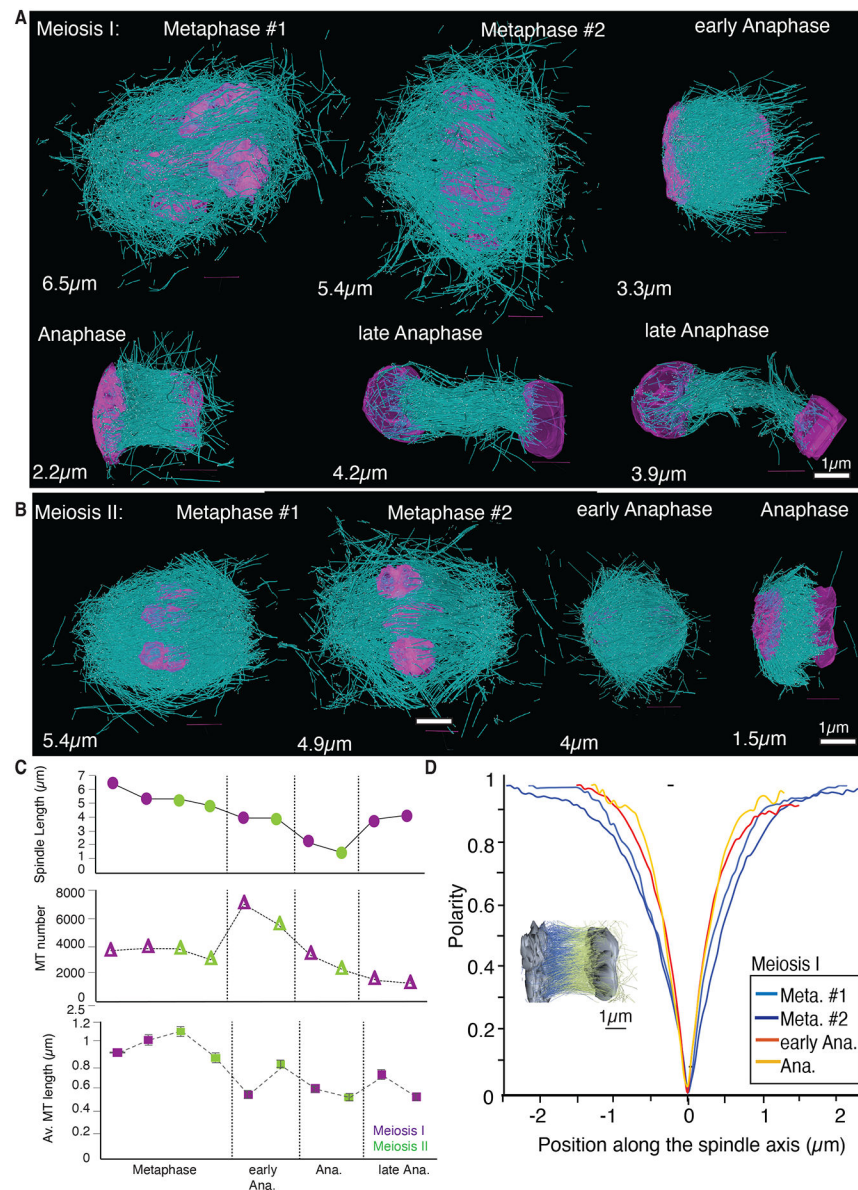 A
Meiosis I:
Metaphase #1
Metaphase #2
early Anaphase
6.5µm
5.4µm
3.3µm
Anaphase
late Anaphase
late Anaphase
2.2µm
4.2µm
3.9µm
1µm
B
Meiosis II:
Metaphase #1
Metaphase #2
early Anaphase
Anaphase
5.4µm
4.9µm
4µm
1.5µm
1µm
C
Spindle Length (µm)
7
6
5
4
3
2
1
0
MT number
8000
6000
4000
2000
0
2.5
Av. MT length (µm)
1.2
1
0.8
0.6
0.4
0.2
0
Meiosis I
Meiosis II
Metaphase
early
Ana.
Ana.
late Ana.
D
Polarity
1
0.8
0.6
0.4
0.2
0
1µm
Meiosis I
Meta. #1
Meta. #2
early Ana.
Ana.
-2
-1
0
1
2
Position along the spindle axis (µm)